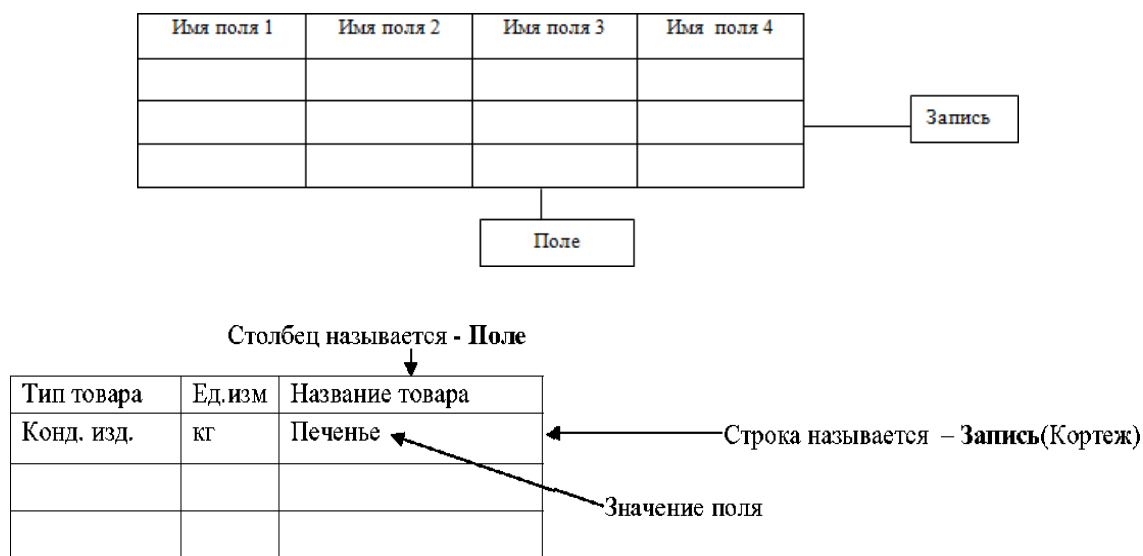 Имя поля 1 Имя поля 2 Имя поля 3 Имя поля 4
Запись
Поле
Столбец называется - Поле
Тип товара Ед.изм Название товара
Конд. изд. кг Печенье
Строка называется – Запись(Кортеж)
Значение поля